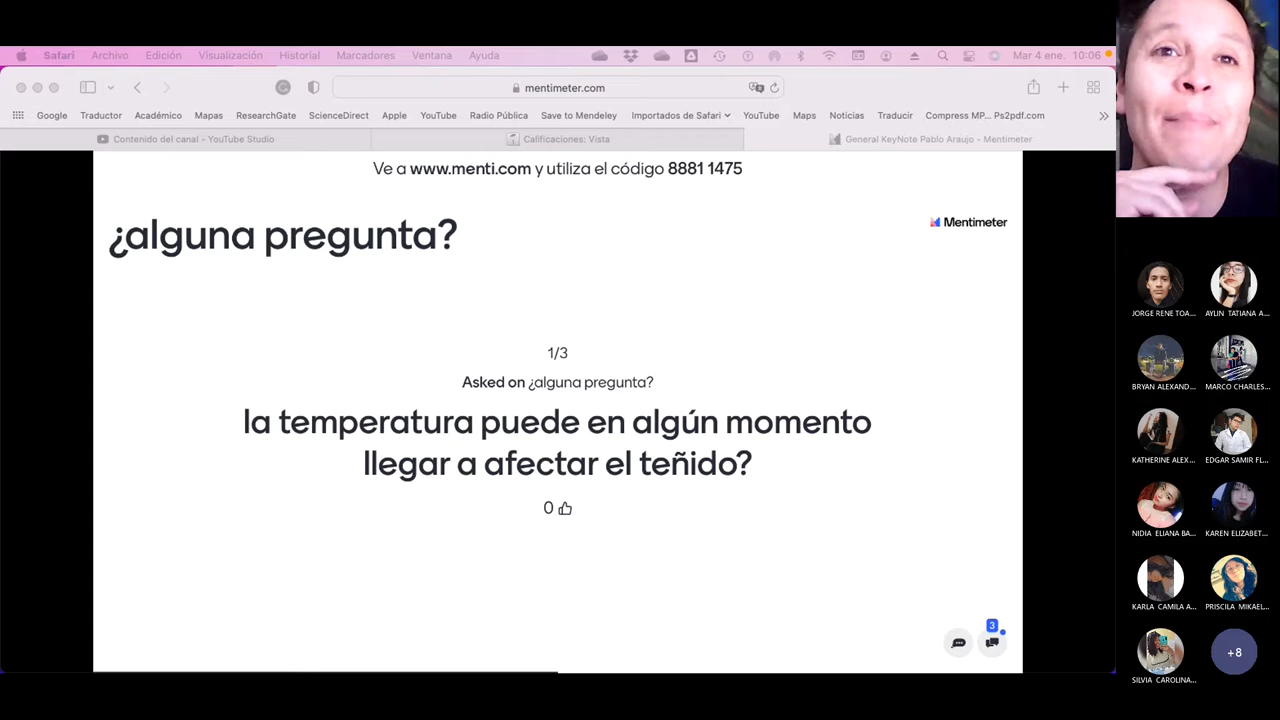 Safari Archivo Edición Visualización Historial Marcadores Ventana Ayuda Mar 4 ene. 10:06
mentimeter.com
Google Traductor Académico Mapas ResearchGate ScienceDirect Apple YouTube Radio Pública Save to Mendeley Importados de Safari YouTube Maps Noticias Traducir Compress MP... Ps2pdf.com
Contenido del canal - YouTube Studio Calificaciones: Vista General KeyNote Pablo Araujo - Mentimeter
Ve a www.menti.com y utiliza el código 8881 1475
¿alguna pregunta?
Mentimeter
1/3
Asked on ¿alguna pregunta?
la temperatura puede en algún momento
llegar a afectar el teñido?
0
3
JORGE RENE TOA... AYLIN TATIANA A...
BRYAN ALEXAND... MARCO CHARLES...
KATHERINE ALEX... EDGAR SAMIR FL...
NIDIA ELIANA BA... KAREN ELIZABET...
KARLA CAMILA A... PRISCILA MIKAEL...
SILVIA CAROLINA... +8